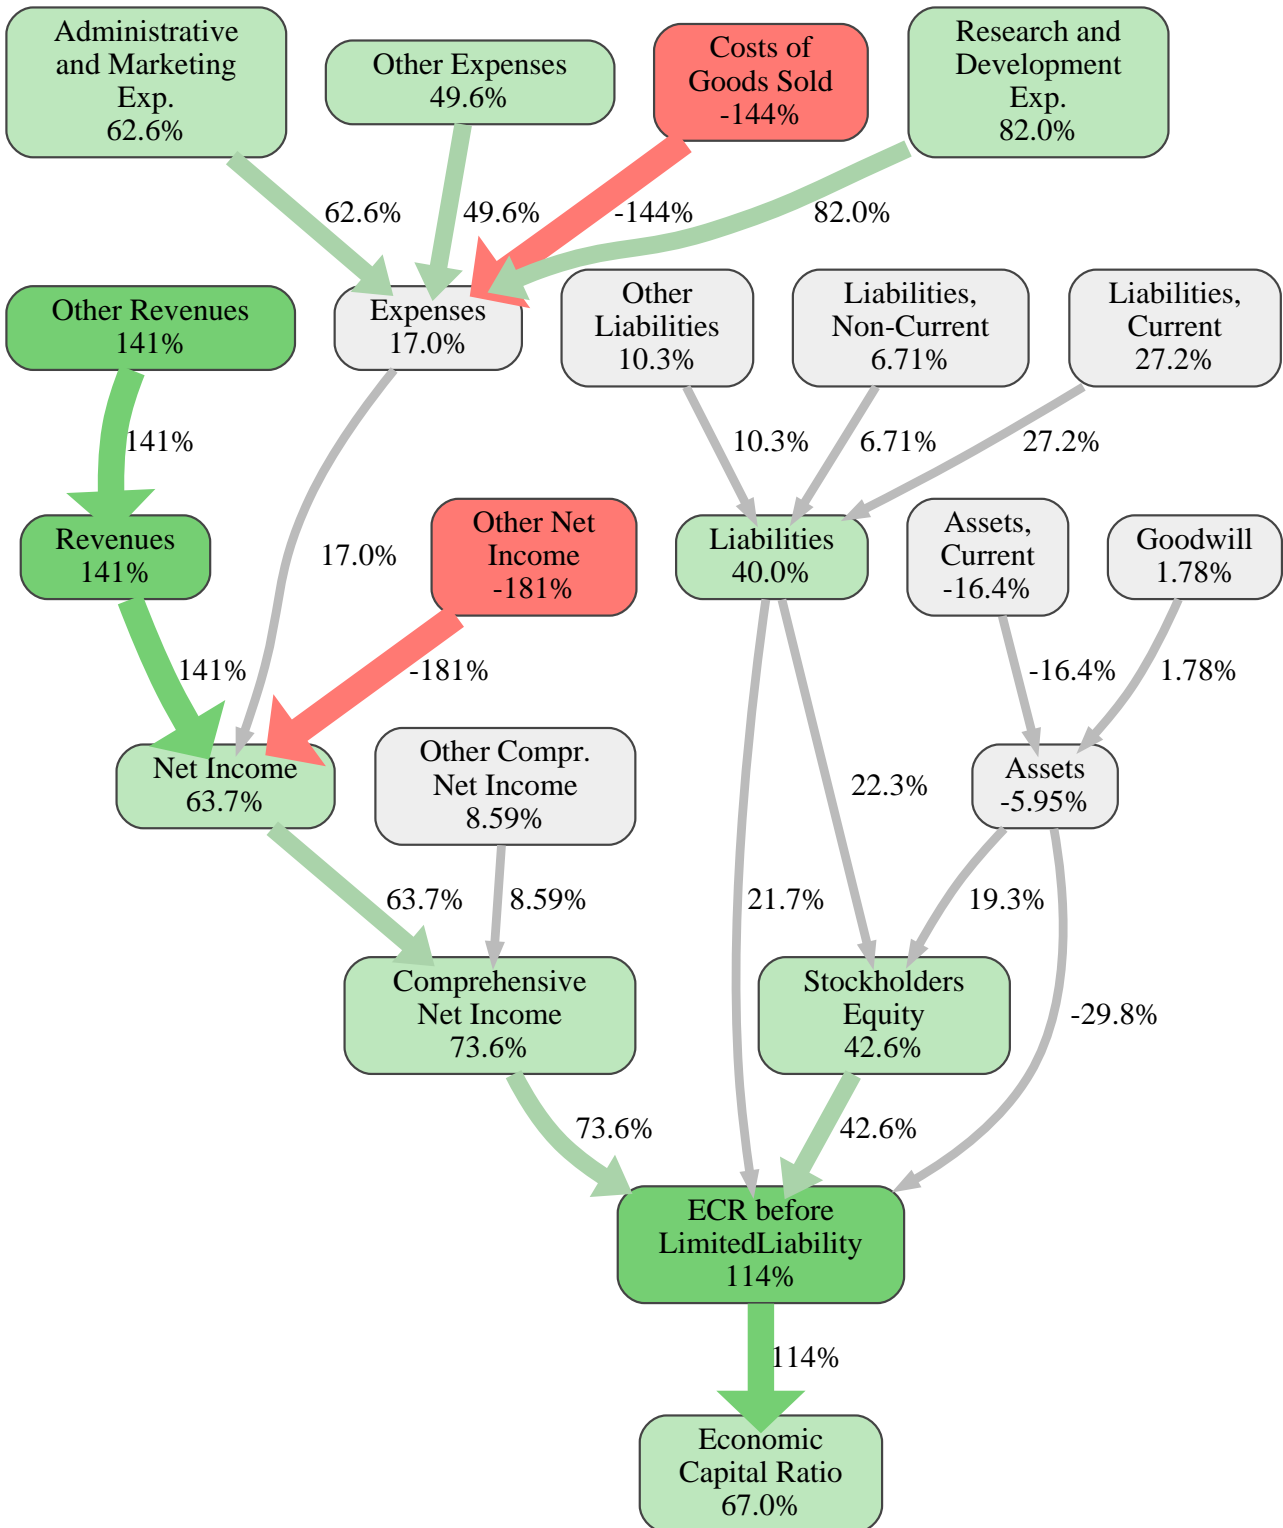 Administrative
and Marketing
Exp.
62.6%
Other Expenses
49.6%
Costs of
Goods Sold
-144%
Research and
Development
Exp.
82.0%
62.6%
49.6%
-144%
82.0%
Other Revenues
141%
Expenses
17.0%
Other
Liabilities
10.3%
Liabilities,
Non-Current
6.71%
Liabilities,
Current
27.2%
141%
10.3%
6.71%
27.2%
Revenues
141%
17.0%
Other Net
Income
-181%
Liabilities
40.0%
Assets,
Current
-16.4%
Goodwill
1.78%
141%
-181%
-16.4%
1.78%
Net Income
63.7%
Other Compr.
Net Income
8.59%
22.3%
Assets
-5.95%
63.7%
8.59%
21.7%
19.3%
Comprehensive
Net Income
73.6%
Stockholders
Equity
42.6%
-29.8%
73.6%
42.6%
ECR before
LimitedLiability
114%
114%
Economic
Capital Ratio
67.0%